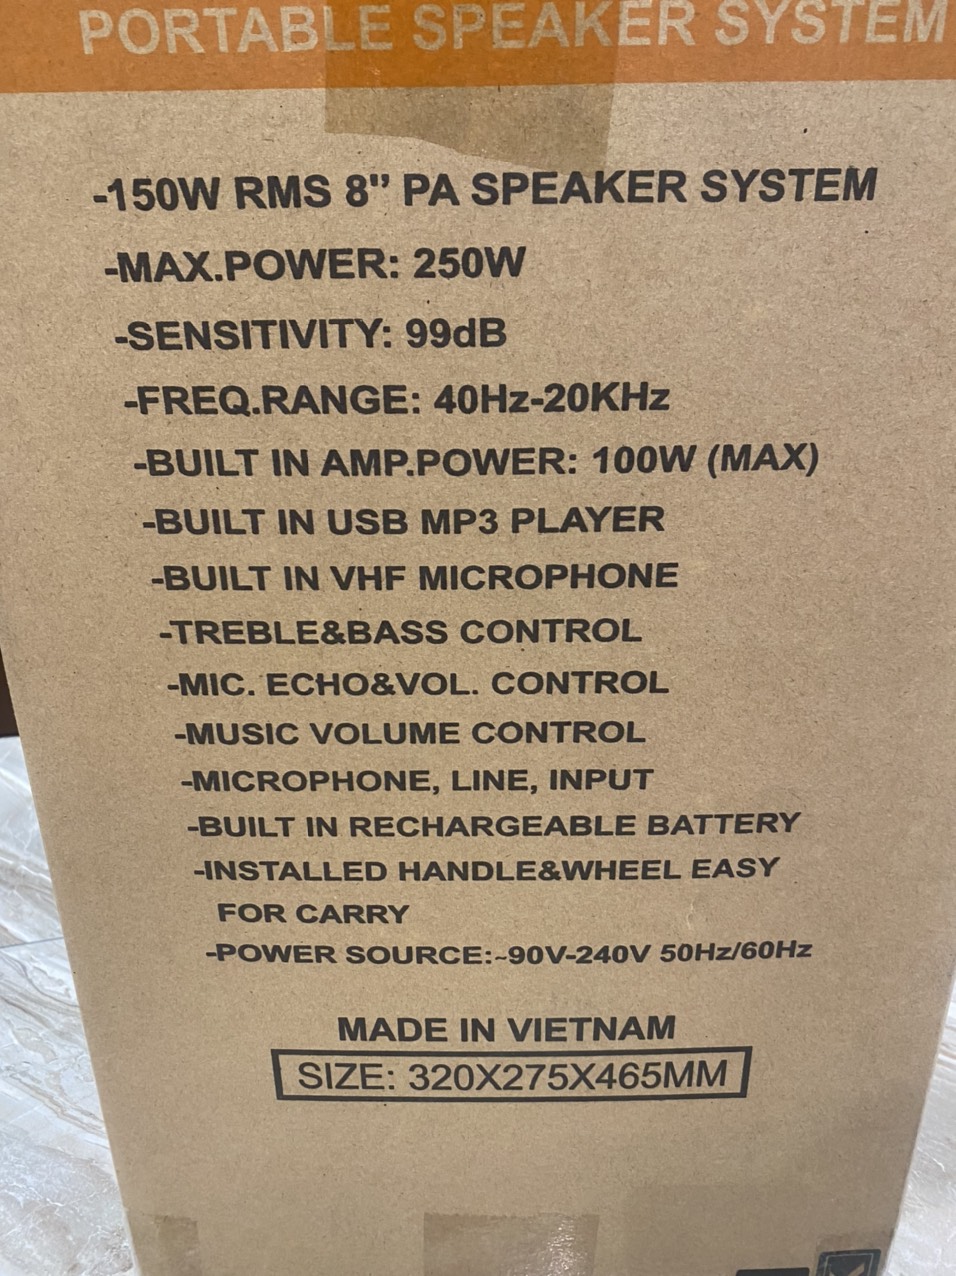 PORTABLE SPEAKER SYSTEM
-150W RMS 8" PA SPEAKER SYSTEM
-MAX.POWER: 250W
-SENSITIVITY: 99dB
-FREQ.RANGE: 40Hz-20KHz
-BUILT IN AMP.POWER: 100W (MAX)
-BUILT IN USB MP3 PLAYER
-BUILT IN VHF MICROPHONE
-TREBLE&BASS CONTROL
-MIC. ECHO&VOL. CONTROL
-MUSIC VOLUME CONTROL
-MICROPHONE, LINE, INPUT
-BUILT IN RECHARGEABLE BATTERY
-INSTALLED HANDLE&WHEEL EASY
FOR CARRY
-POWER SOURCE:~90V-240V 50Hz/60Hz
MADE IN VIETNAM
SIZE: 320X275X465MM